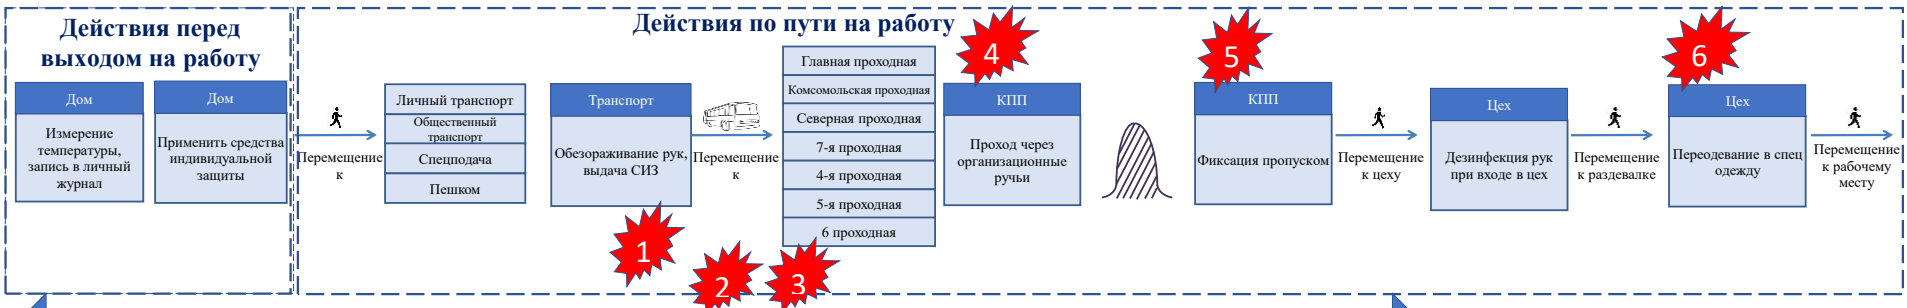 Действия перед
выходом на работу
Дом
Измерение
температуры,
запись в личный
журнал
Дом
Применить средства
индивидуальной
защиты
Действия по пути на работу
Перемещение
к
Личный транспорт
Общественный
транспорт
Спецподача
Пешком
Транспорт
Обезораживание рук,
выдача СИЗ
1
Перемещение
к
2
3
Главная проходная
Комсомольская проходная
Северная проходная
7-я проходная
4-я проходная
5-я проходная
6 проходная
4
КПП
Проход через
организационные
ручьи
5
КПП
Фиксация пропуском
Перемещение
к цеху
Цех
Дезинфекция рук
при входе в цех
Перемещение
к раздевалке
6
Цех
Переодевание в спец
одежду
Перемещение
к рабочему
месту